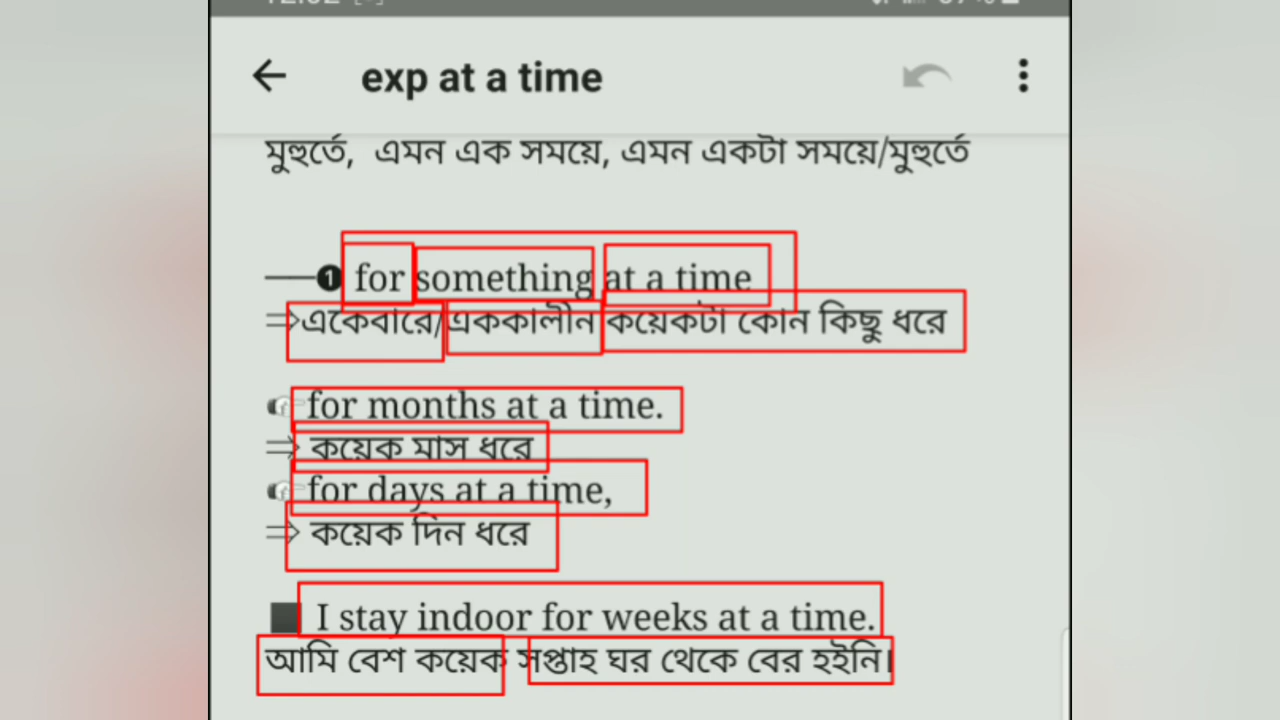 exp at a time
মুহুর্তে, এমন এক সময়ে, এমন একটা সময়ে/মুহুর্তে
——❶ for something at a time
⇒একেবারে/এককালীন কয়েকটা কোন কিছু ধরে
for months at a time.
⇒ কয়েক মাস ধরে
for days at a time,
⇒ কয়েক দিন ধরে
I stay indoor for weeks at a time.
আমি বেশ কয়েক সপ্তাহ ঘর থেকে বের হইনি।